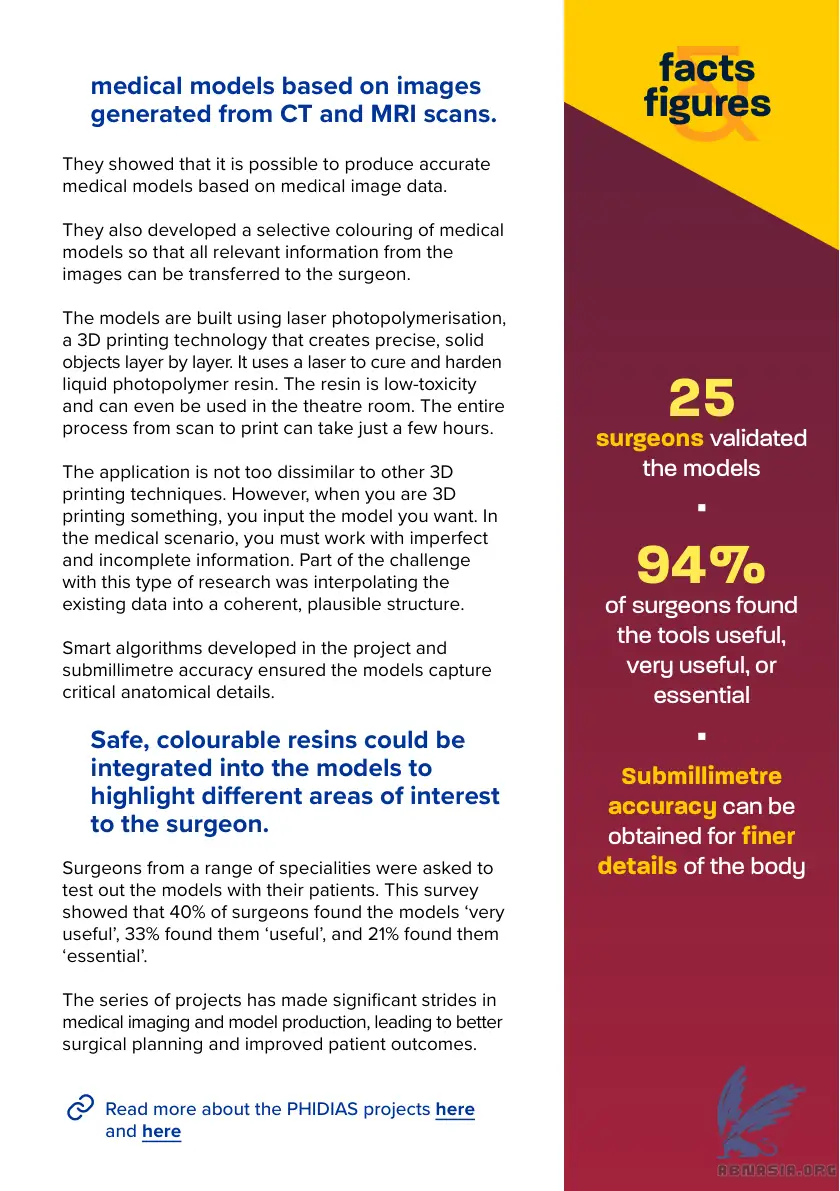 medical models based on images
generated from CT and MRI scans.
They showed that it is possible to produce accurate
medical models based on medical image data.
They also developed a selective colouring of medical
models so that all relevant information from the
images can be transferred to the surgeon.
The models are built using laser photopolymerisation,
a 3D printing technology that creates precise, solid
objects layer by layer. It uses a laser to cure and harden
liquid photopolymer resin. The resin is low-toxicity
and can even be used in the theatre room. The entire
process from scan to print can take just a few hours.
The application is not too dissimilar to other 3D
printing techniques. However, when you are 3D
printing something, you input the model you want. In
the medical scenario, you must work with imperfect
and incomplete information. Part of the challenge
with this type of research was interpolating the
existing data into a coherent, plausible structure.
Smart algorithms developed in the project and
submillimetre accuracy ensured the models capture
critical anatomical details.
Safe, colourable resins could be
integrated into the models to
highlight different areas of interest
to the surgeon.
Surgeons from a range of specialities were asked to
test out the models with their patients. This survey
showed that 40% of surgeons found the models ‘very
useful’, 33% found them ‘useful’, and 21% found them
‘essential’.
The series of projects has made significant strides in
medical imaging and model production, leading to better
surgical planning and improved patient outcomes.
Read more about the PHIDIAS projects here
and here
facts
&
figures
25
surgeons validated
the models
94%
of surgeons found
the tools useful,
very useful, or
essential
Submillimetre
accuracy can be
obtained for finer
details of the body
ABNASIA.ORG